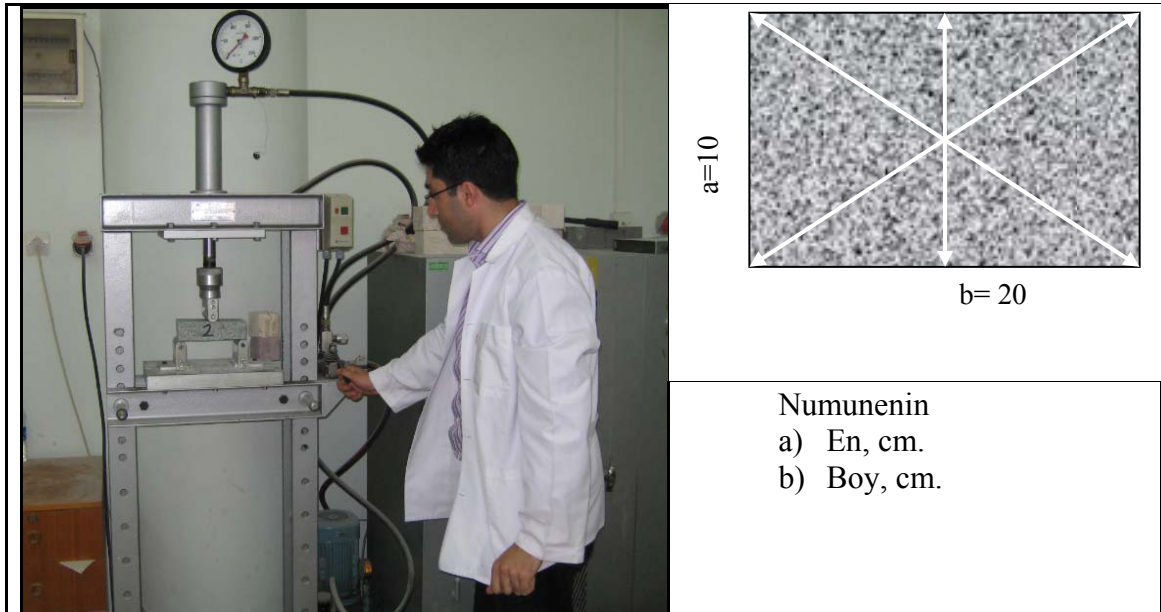 2
a=10
b= 20
Numunenin
a) En, cm.
b) Boy, cm.